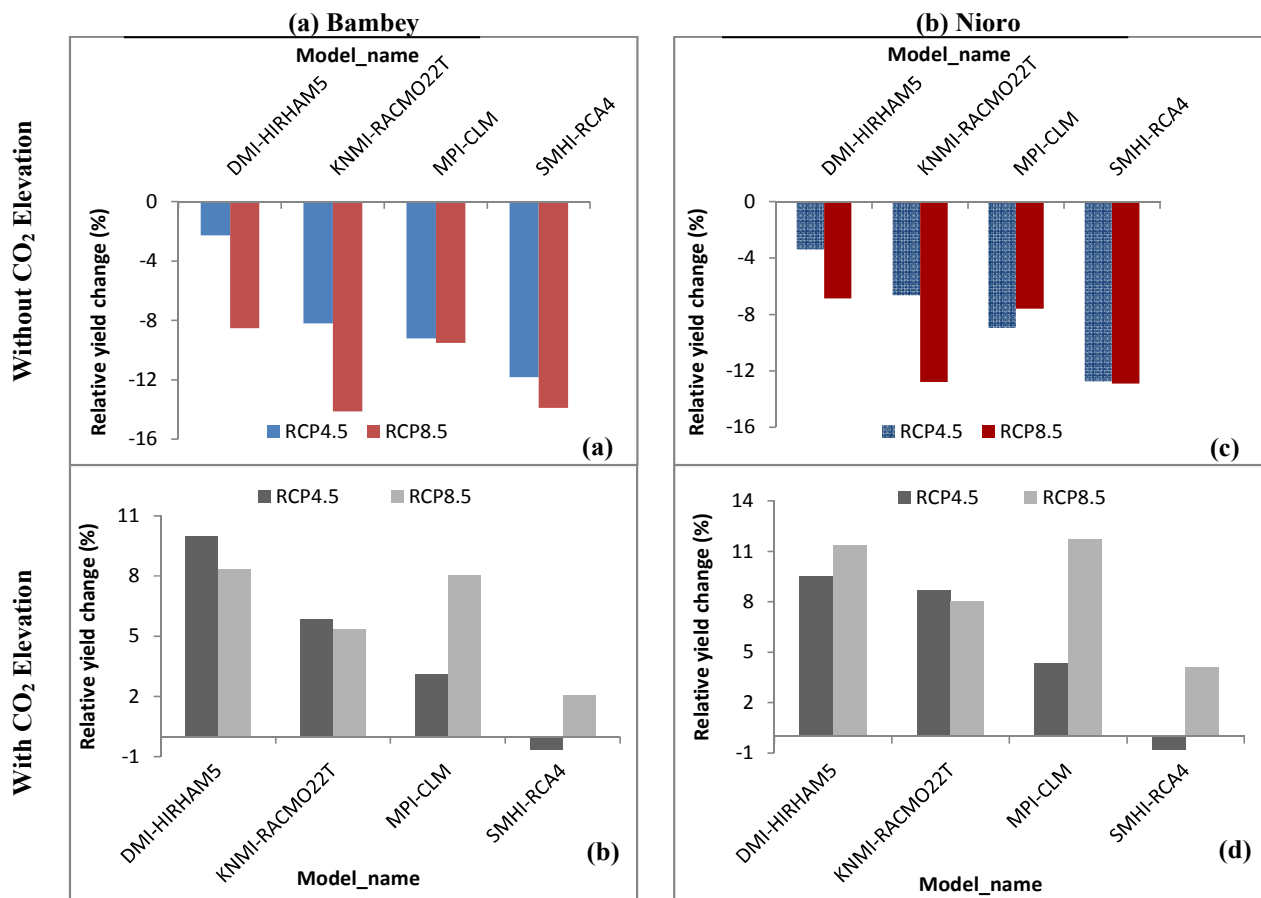 (a) Bambey
Model_name
DMI-HIRHAM5
KNMI-RACMO22T
MPI-CLM
SMHI-RCA4
Without CO₂ Elevation
Relative yield change (%)
0
-4
-8
-12
-16
RCP4.5
RCP8.5
(a)
(b) Nioro
Model_name
DMI-HIRHAM5
KNMI-RACMO22T
MPI-CLM
SMHI-RCA4
Relative yield change (%)
0
-4
-8
-12
-16
RCP4.5
RCP8.5
(c)
With CO₂ Elevation
RCP4.5
RCP8.5
Relative yield change (%)
11
8
5
2
-1
DMI-HIRHAM5
KNMI-RACMO22T
MPI-CLM
SMHI-RCA4
(b)
Model_name
RCP4.5
RCP8.5
Relative yield change (%)
14
11
8
5
2
-1
DMI-HIRHAM5
KNMI-RACMO22T
MPI-CLM
SMHI-RCA4
(d)
Model_name